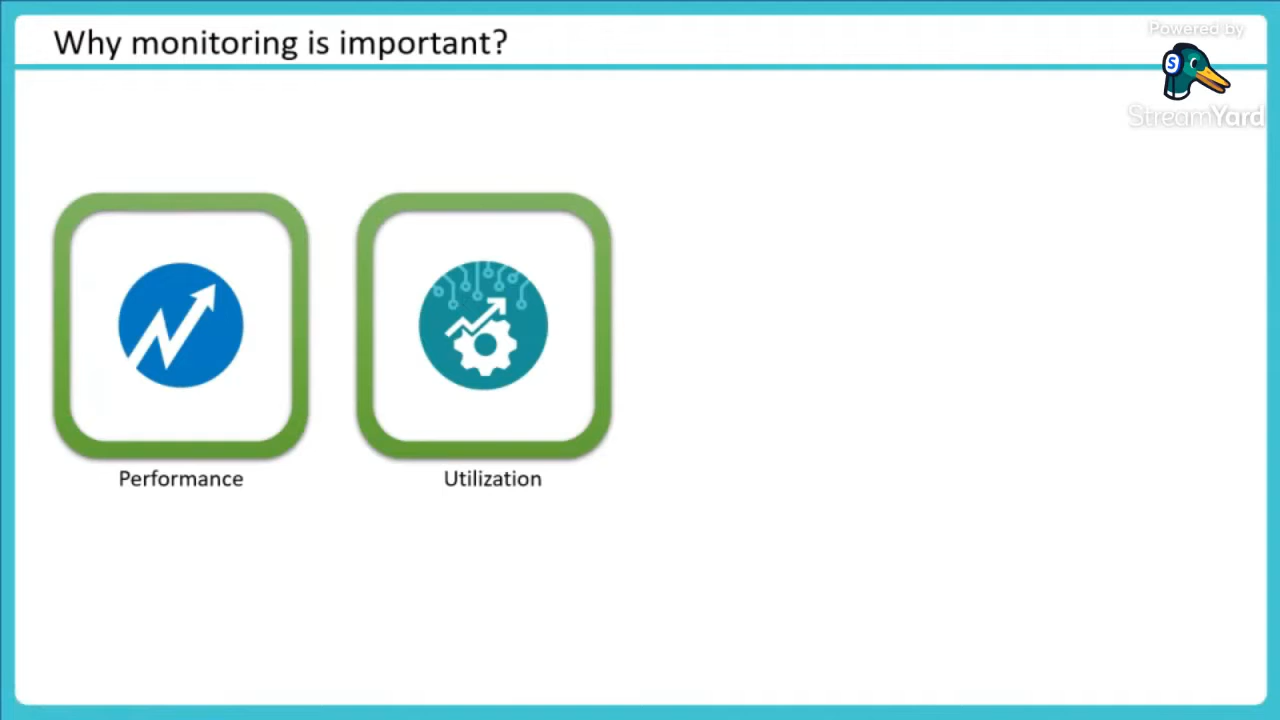 Why monitoring is important?
Powered by
S
StreamYard
Performance
Utilization